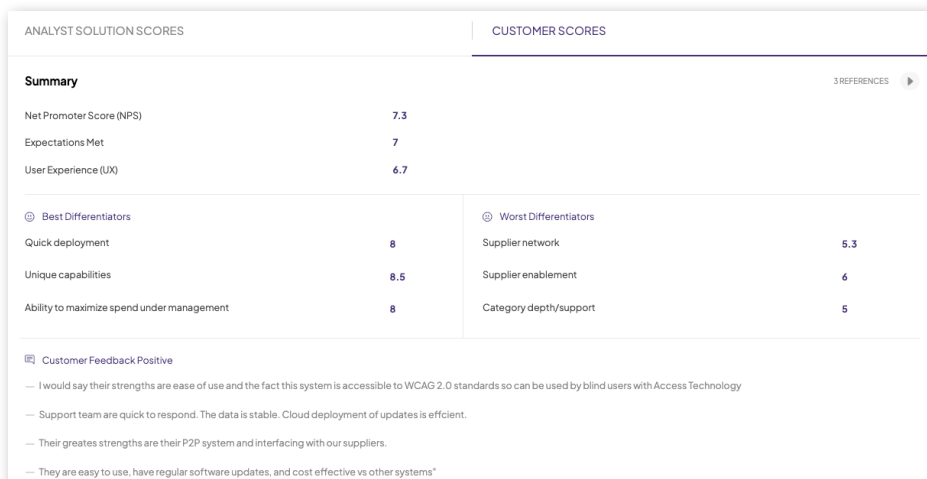 ANALYST SOLUTION SCORES
CUSTOMER SCORES
Summary
3 REFERENCES
Net Promoter Score (NPS) 7.3
Expectations Met 7
User Experience (UX) 6.7
Best Differentiators
Quick deployment 8
Unique capabilities 8.5
Ability to maximize spend under management 8
Worst Differentiators
Supplier network 5.3
Supplier enablement 6
Category depth/support 5
Customer Feedback Positive
— I would say their strengths are ease of use and the fact this system is accessible to WCAG 2.0 standards so can be used by blind users with Access Technology
— Support team are quick to respond. The data is stable. Cloud deployment of updates is effcient.
— Their greates strengths are their P2P system and interfacing with our suppliers.
— They are easy to use, have regular software updates, and cost effective vs other systems"